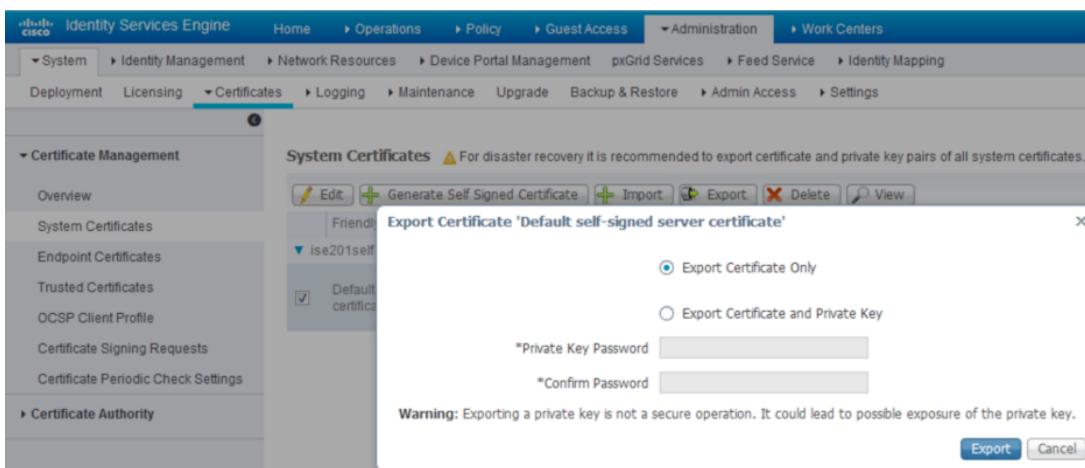 cisco Identity Services Engine Home Operations Policy Guest Access Administration Work Centers
System Identity Management Network Resources Device Portal Management pxGrid Services Feed Service Identity Mapping
Deployment Licensing Certificates Logging Maintenance Upgrade Backup & Restore Admin Access Settings
Certificate Management
Overview
System Certificates
Endpoint Certificates
Trusted Certificates
OCSP Client Profile
Certificate Signing Requests
Certificate Periodic Check Settings
Certificate Authority
System Certificates For disaster recovery it is recommended to export certificate and private key pairs of all system certificates.
Edit Generate Self Signed Certificate Import Export Delete View
Friendl
ise201self
Default
certifica
Export Certificate 'Default self-signed server certificate'
Export Certificate Only
Export Certificate and Private Key
*Private Key Password
*Confirm Password
Warning: Exporting a private key is not a secure operation. It could lead to possible exposure of the private key.
Export Cancel